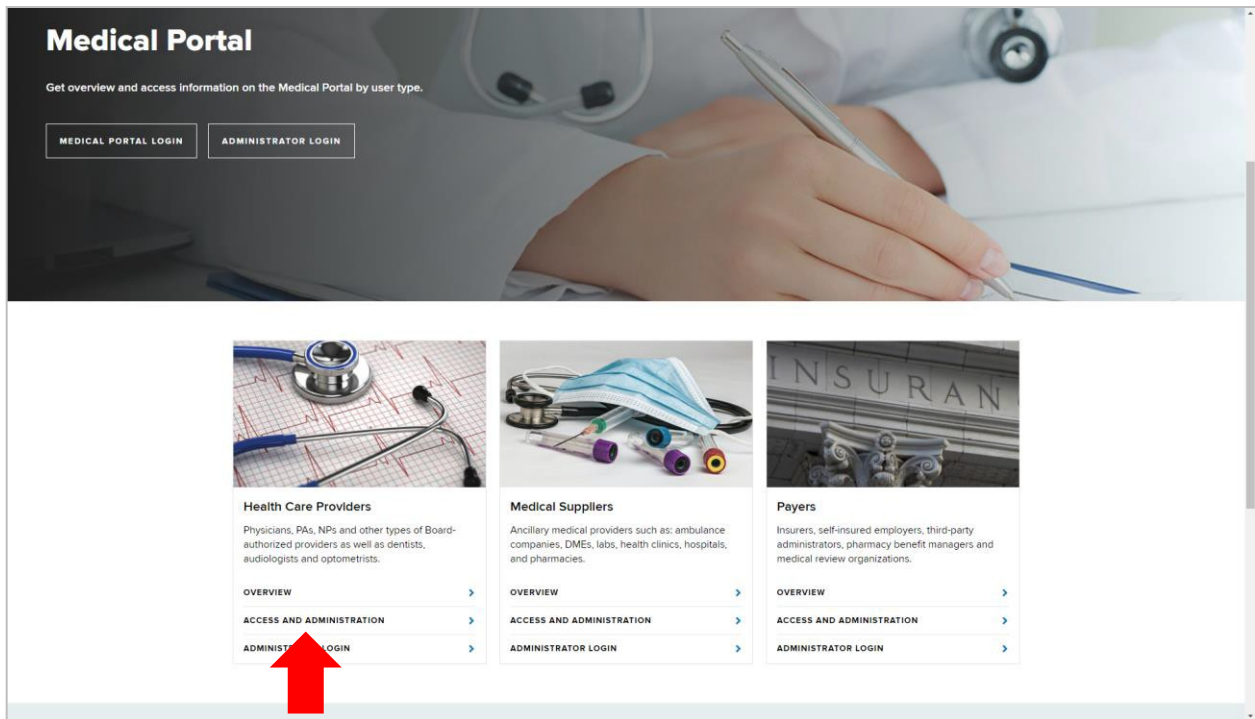 Medical Portal
Get overview and access information on the Medical Portal by user type.
MEDICAL PORTAL LOGIN
ADMINISTRATOR LOGIN
INSURAN
Health Care Providers
Physicians, PAs, NPs and other types of Board-
authorized providers as well as dentists,
audiologists and optometrists.
OVERVIEW
ACCESS AND ADMINISTRATION
LOGIN
Medical Suppliers
Ancillary medical providers such as: ambulance
companies, DMEs, labs, health clinics, hospitals,
and pharmacies.
OVERVIEW
ACCESS AND ADMINISTRATION
ADMINISTRATOR LOGIN
Payers
Insurers, self-insured employers, third-party
administrators, pharmacy benefit managers and
medical review organizations.
OVERVIEW
ACCESS AND ADMINISTRATION
ADMINISTRATOR LOGIN